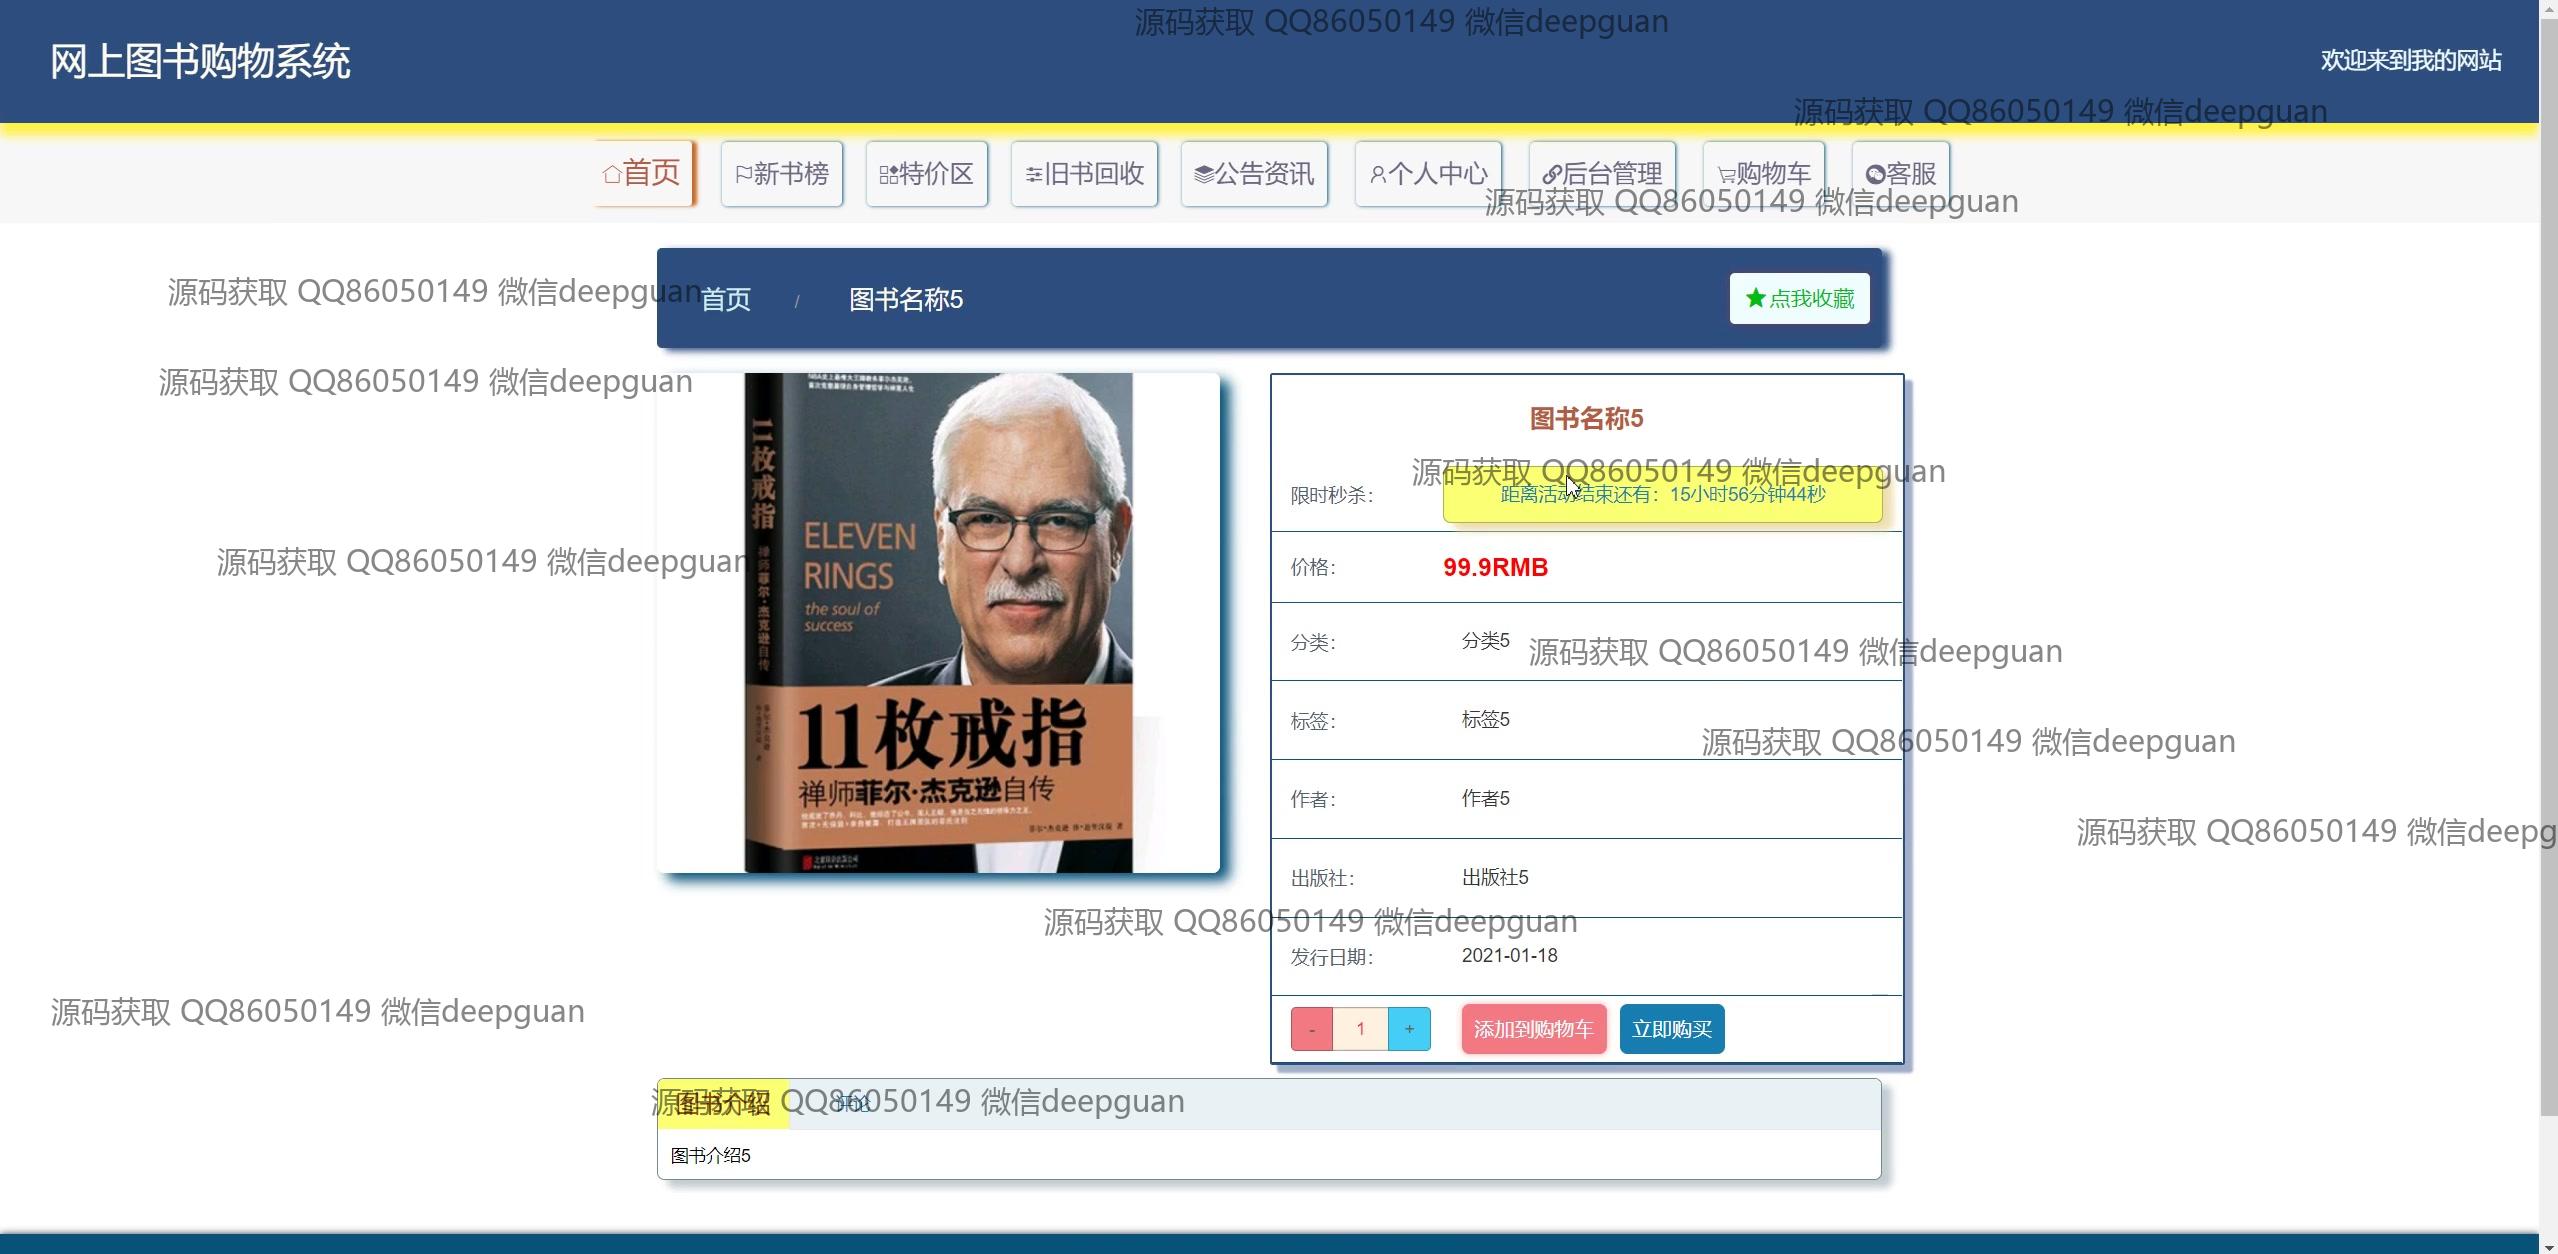 源码获取 QQ86050149 微信deepguan
网上图书购物系统
欢迎来到我的网站
源码获取 QQ86050149 微信deepguan
首页
新书榜
特价区
旧书回收
公告资讯
个人中心
后台管理
购物车
客服
源码获取 QQ86050149 微信deepguan
源码获取 QQ86050149 微信deepguan
首页 / 图书名称5
点我收藏
源码获取 QQ86050149 微信deepguan
11枚戒指
禅师菲尔·杰克逊自传
ELEVEN
RINGS
the soul of
success
11枚戒指
禅师菲尔·杰克逊自传
图书名称5
源码获取 QQ86050149 微信deepguan
限时秒杀: 距离活动结束还有: 15小时56分钟44秒
源码获取 QQ86050149 微信deepguan
价格: 99.9RMB
分类: 分类5
源码获取 QQ86050149 微信deepguan
标签: 标签5
源码获取 QQ86050149 微信deepguan
作者: 作者5
源码获取 QQ86050149 微信deepg
出版社: 出版社5
源码获取 QQ86050149 微信deepguan
发行日期: 2021-01-18
源码获取 QQ86050149 微信deepguan
- 1 +
添加到购物车
立即购买
源码获取 QQ86050149 微信deepguan
图书介绍
评论
图书介绍5